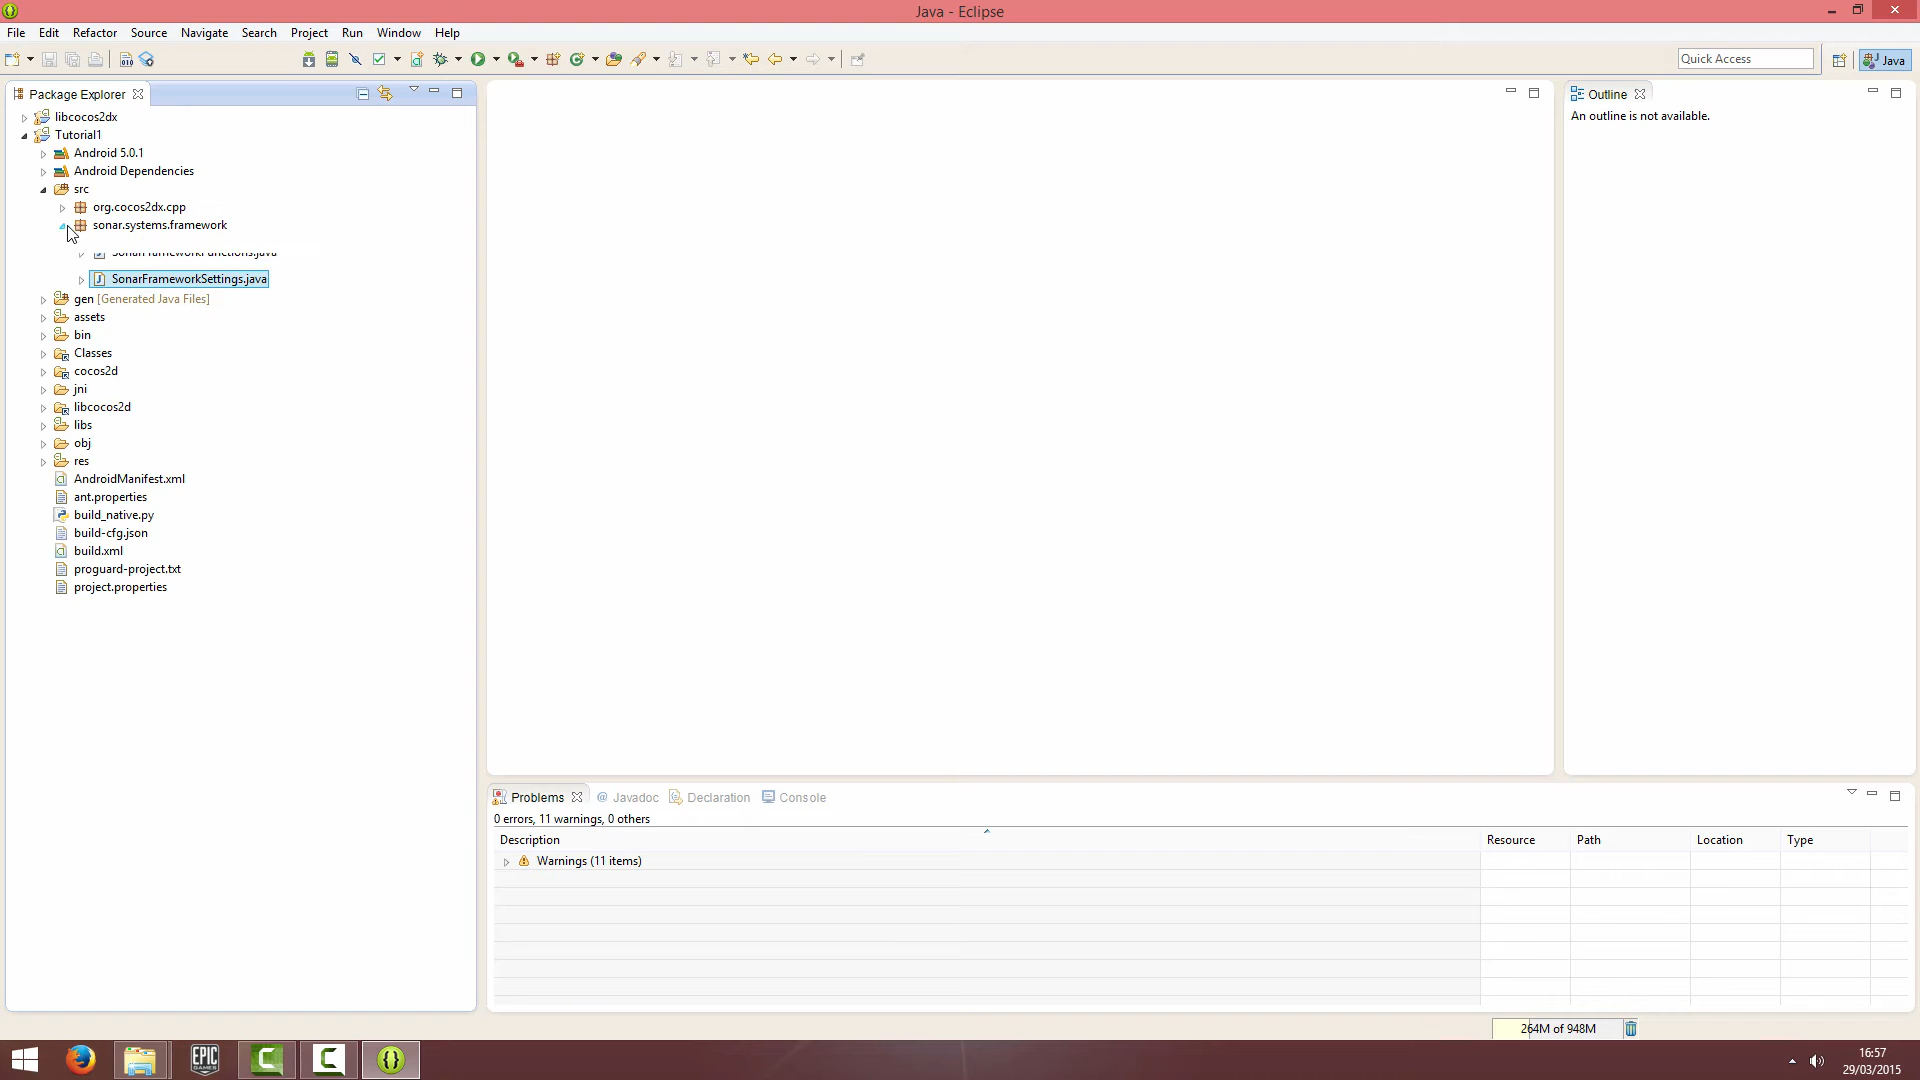 Java - Eclipse
File Edit Refactor Source Navigate Search Project Run Window Help
Quick Access
Java
Package Explorer
libcocos2dx
Tutorial1
Android 5.0.1
Android Dependencies
src
org.cocos2dx.cpp
sonar.systems.framework
SonarFrameworkFunctions.java
SonarFrameworkSettings.java
gen [Generated Java Files]
assets
bin
Classes
cocos2d
jni
libcocos2d
libs
obj
res
AndroidManifest.xml
ant.properties
build_native.py
build-cfg.json
build.xml
proguard-project.txt
project.properties
Outline
An outline is not available.
Problems @ Javadoc Declaration Console
0 errors, 11 warnings, 0 others
Description Resource Path Location Type
Warnings (11 items)
264M of 948M
EPIC GAMES
16:57
29/03/2015